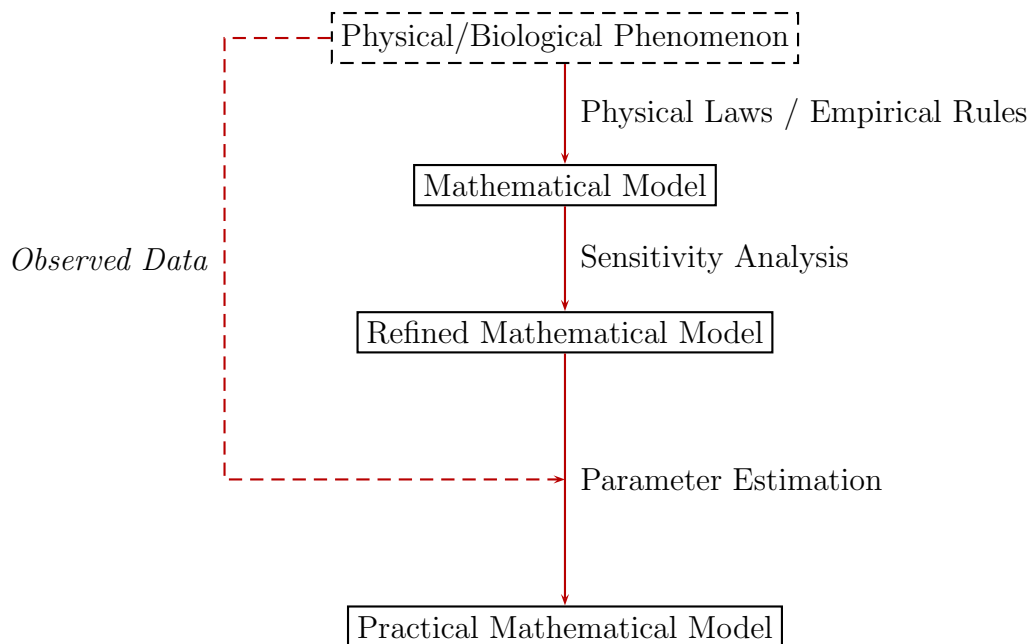 Physical/Biological Phenomenon
Physical Laws / Empirical Rules
Mathematical Model
Observed Data
Sensitivity Analysis
Refined Mathematical Model
Parameter Estimation
Practical Mathematical Model